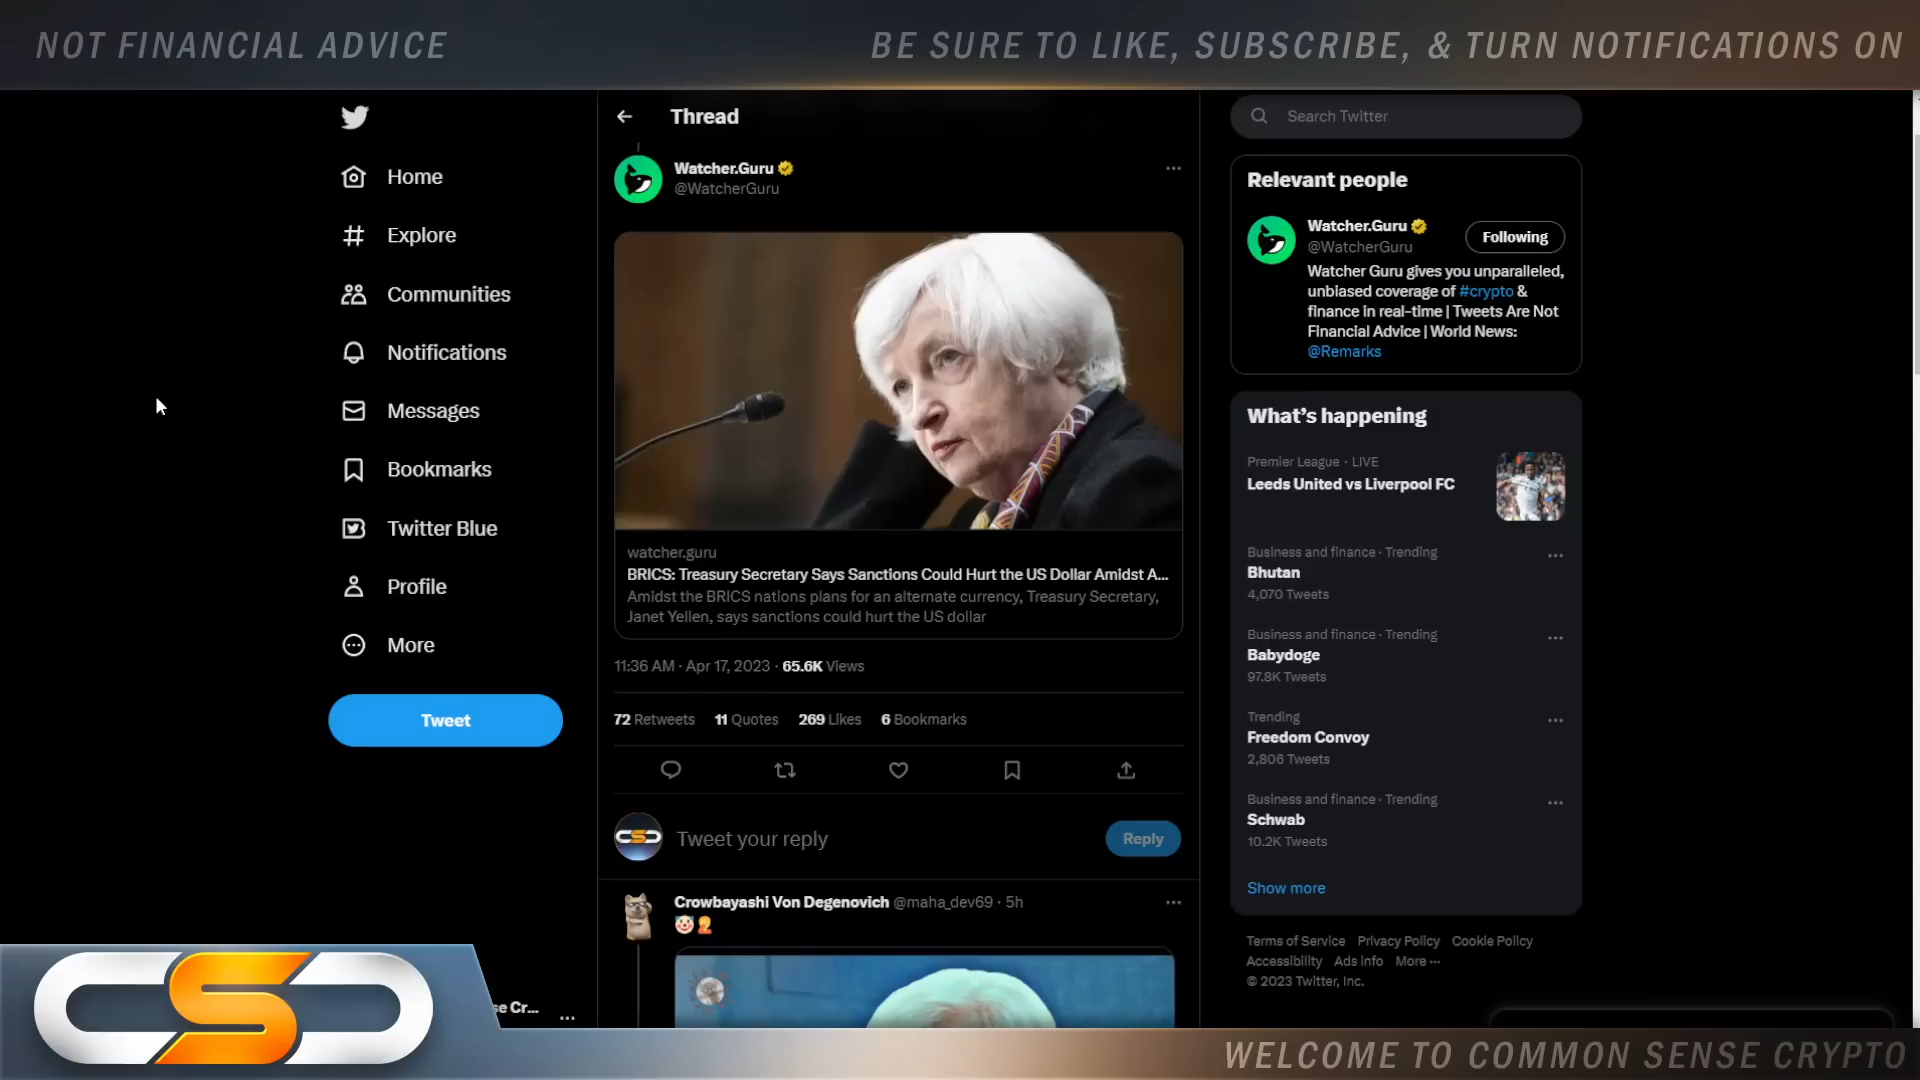 NOT FINANCIAL ADVICE
BE SURE TO LIKE, SUBSCRIBE, & TURN NOTIFICATIONS ON
Home
Explore
Communities
Notifications
Messages
Bookmarks
Twitter Blue
Profile
More
Tweet
se Cr...
Thread
Watcher.Guru
@WatcherGuru
watcher.guru
BRICS: Treasury Secretary Says Sanctions Could Hurt the US Dollar Amidst A...
Amidst the BRICS nations plans for an alternate currency, Treasury Secretary,
Janet Yellen, says sanctions could hurt the US dollar
11:36 AM · Apr 17, 2023 · 65.6K Views
72 Retweets 11 Quotes 269 Likes 6 Bookmarks
Tweet your reply
Reply
Crowbayashi Von Degenovich @maha_dev69 · 5h
Search Twitter
Relevant people
Watcher.Guru
@WatcherGuru
Following
Watcher Guru gives you unparalleled,
unbiased coverage of #crypto &
finance in real-time | Tweets Are Not
Financial Advice | World News:
@Remarks
What's happening
Premier League · LIVE
Leeds United vs Liverpool FC
Business and finance · Trending
Bhutan
4,070 Tweets
Business and finance · Trending
Babydoge
97.8K Tweets
Trending
Freedom Convoy
2,806 Tweets
Business and finance · Trending
Schwab
10.2K Tweets
Show more
Terms of Service Privacy Policy Cookie Policy
Accessibility Ads info More ...
© 2023 Twitter, Inc.
CSC
WELCOME TO COMMON SENSE CRYPTO